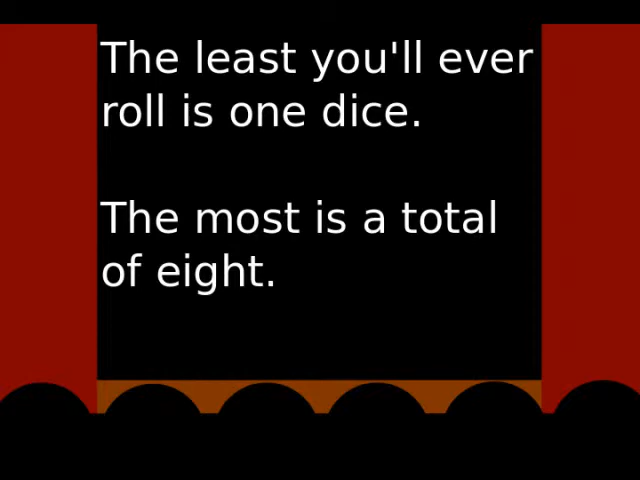 The least you'll ever
roll is one dice.
The most is a total
of eight.